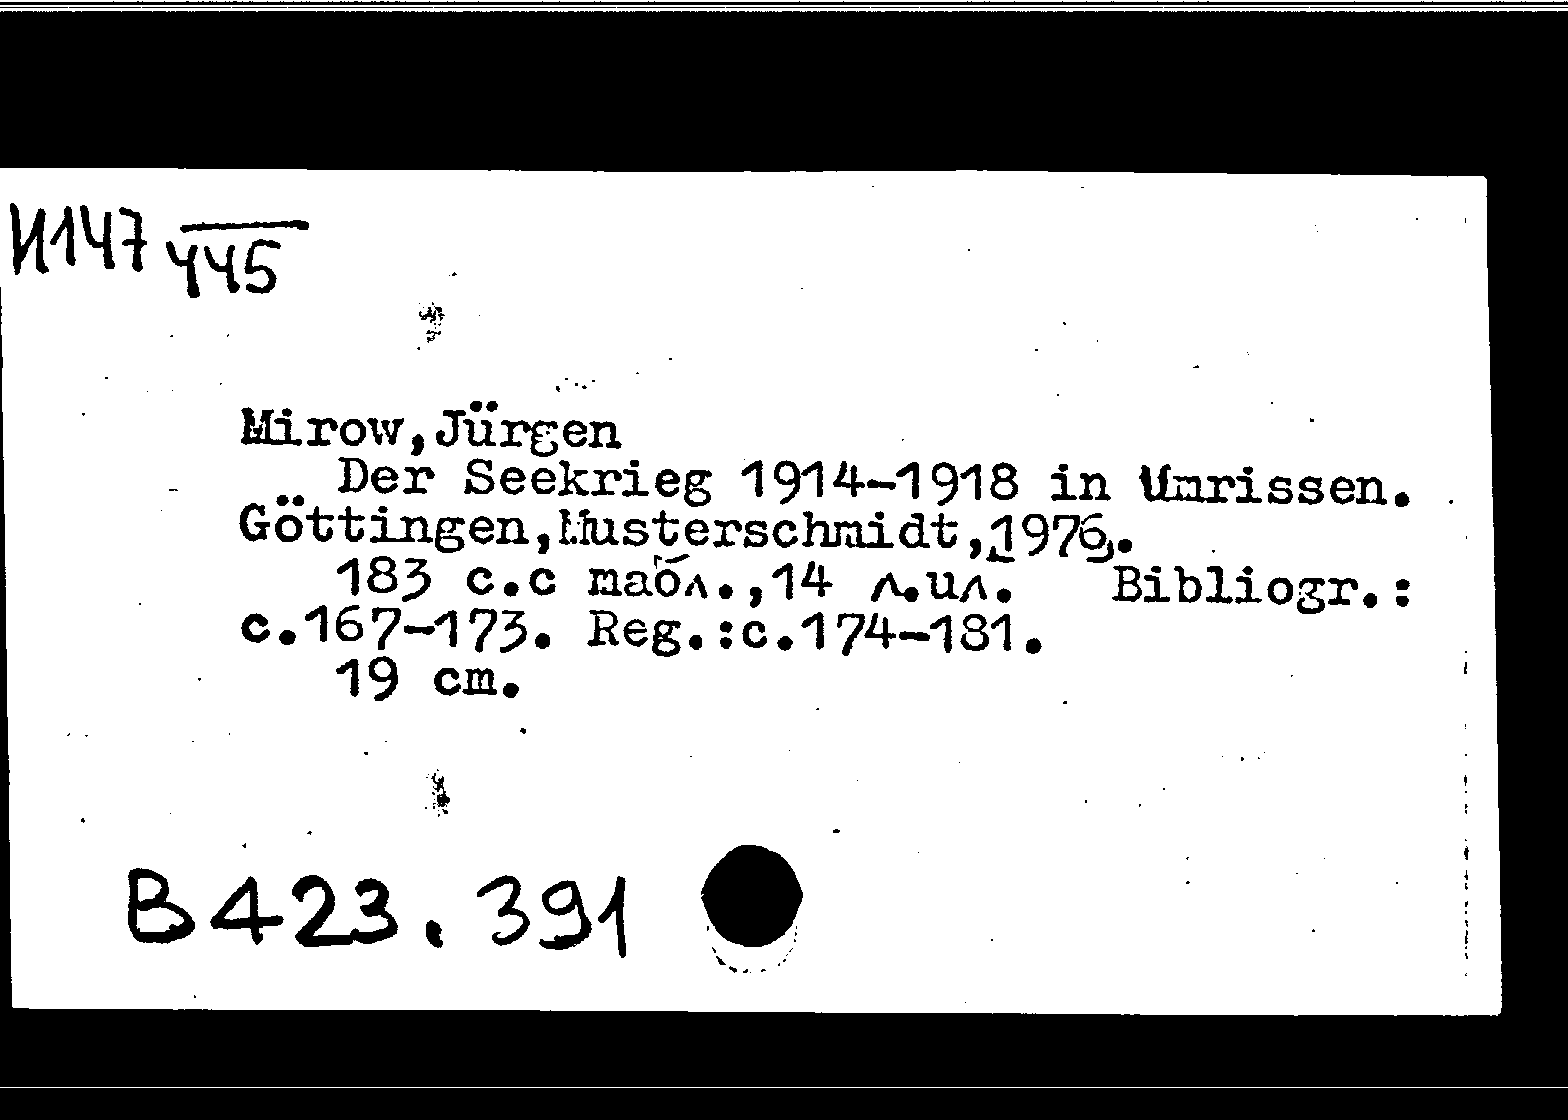 И147 445
Mirow,Jürgen
Der Seekrieg 1914-1918 in Umrissen.
Göttingen,Musterschmidt,1976.
183 с.с табл.,14 л.ил. Bibliogr.:
с.167-173. Reg.:с.174-181.
19 cm.
В423.391